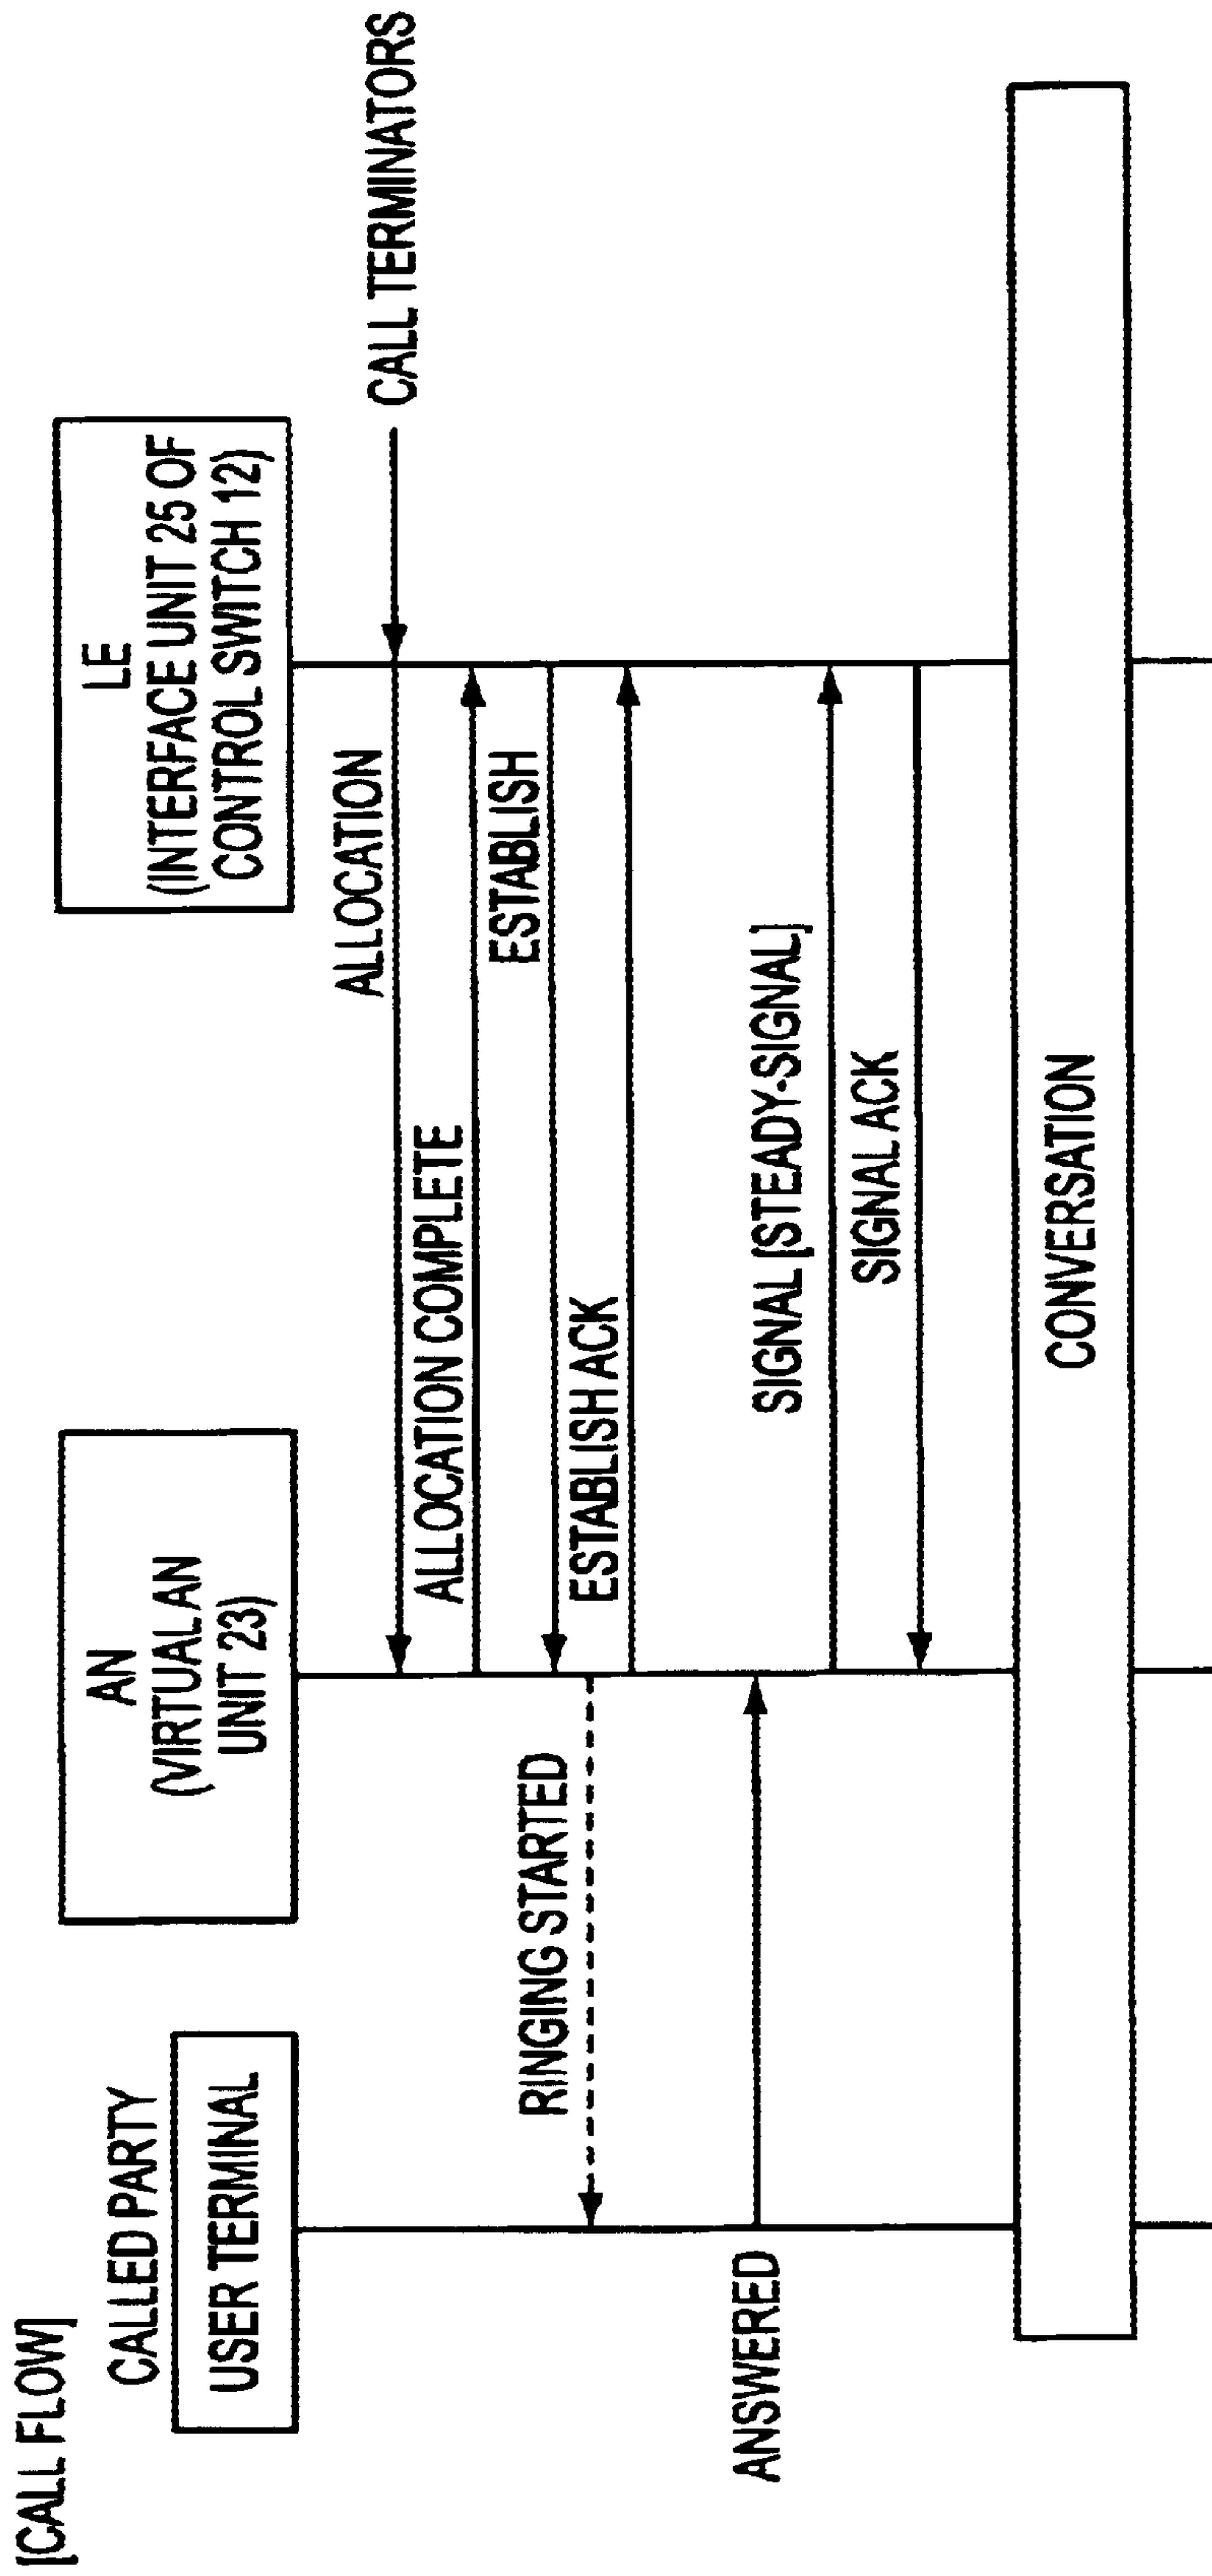 [CALL FLOW]
CALLED PARTY
USER TERMINAL
AN
(VIRTUAL AN
UNIT 23)
LE
(INTERFACE UNIT 25 OF
CONTROL SWITCH 12)
CALL TERMINATORS
ALLOCATION
ALLOCATION COMPLETE
ESTABLISH
RINGING STARTED
ESTABLISH ACK
ANSWERED
SIGNAL [STEADY-SIGNAL]
SIGNAL ACK
CONVERSATION